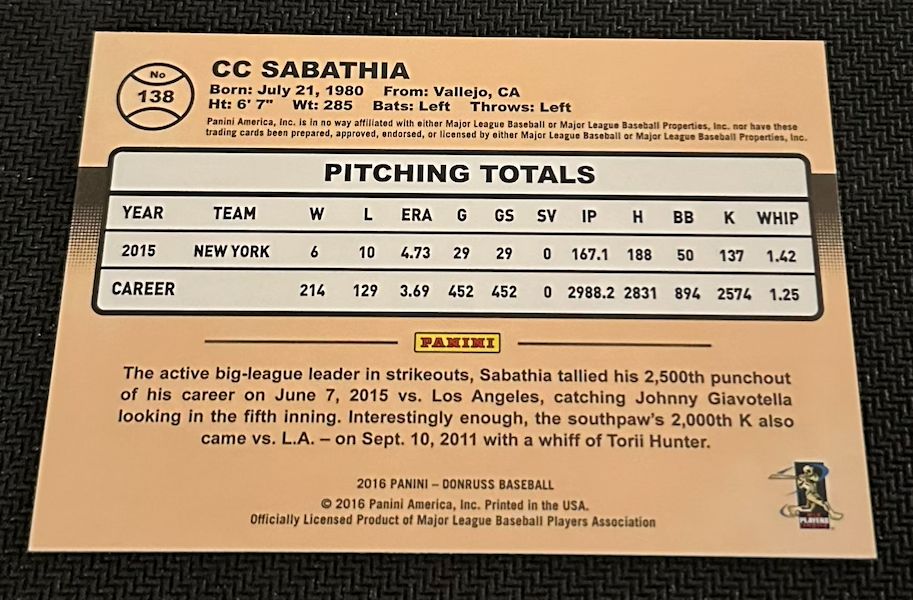 No
138
CC SABATHIA
Born: July 21, 1980 From: Vallejo, CA
Ht: 6' 7" Wt: 285 Bats: Left Throws: Left
Panini America, Inc. is in no way affiliated with either Major League Baseball or Major League Baseball Properties, Inc. nor have these
trading cards been prepared, approved, endorsed, or licensed by either Major League Baseball or Major League Baseball Properties, Inc.
PITCHING TOTALS
YEAR TEAM W L ERA G GS SV IP H BB K WHIP
2015 NEW YORK 6 10 4.73 29 29 0 167.1 188 50 137 1.42
CAREER 214 129 3.69 452 452 0 2988.2 2831 894 2574 1.25
PANINI
The active big-league leader in strikeouts, Sabathia tallied his 2,500th punchout
of his career on June 7, 2015 vs. Los Angeles, catching Johnny Giavotella
looking in the fifth inning. Interestingly enough, the southpaw's 2,000th K also
came vs. L.A. – on Sept. 10, 2011 with a whiff of Torii Hunter.
2016 PANINI – DONRUSS BASEBALL
© 2016 Panini America, Inc. Printed in the USA.
Officially Licensed Product of Major League Baseball Players Association
PLAYERS